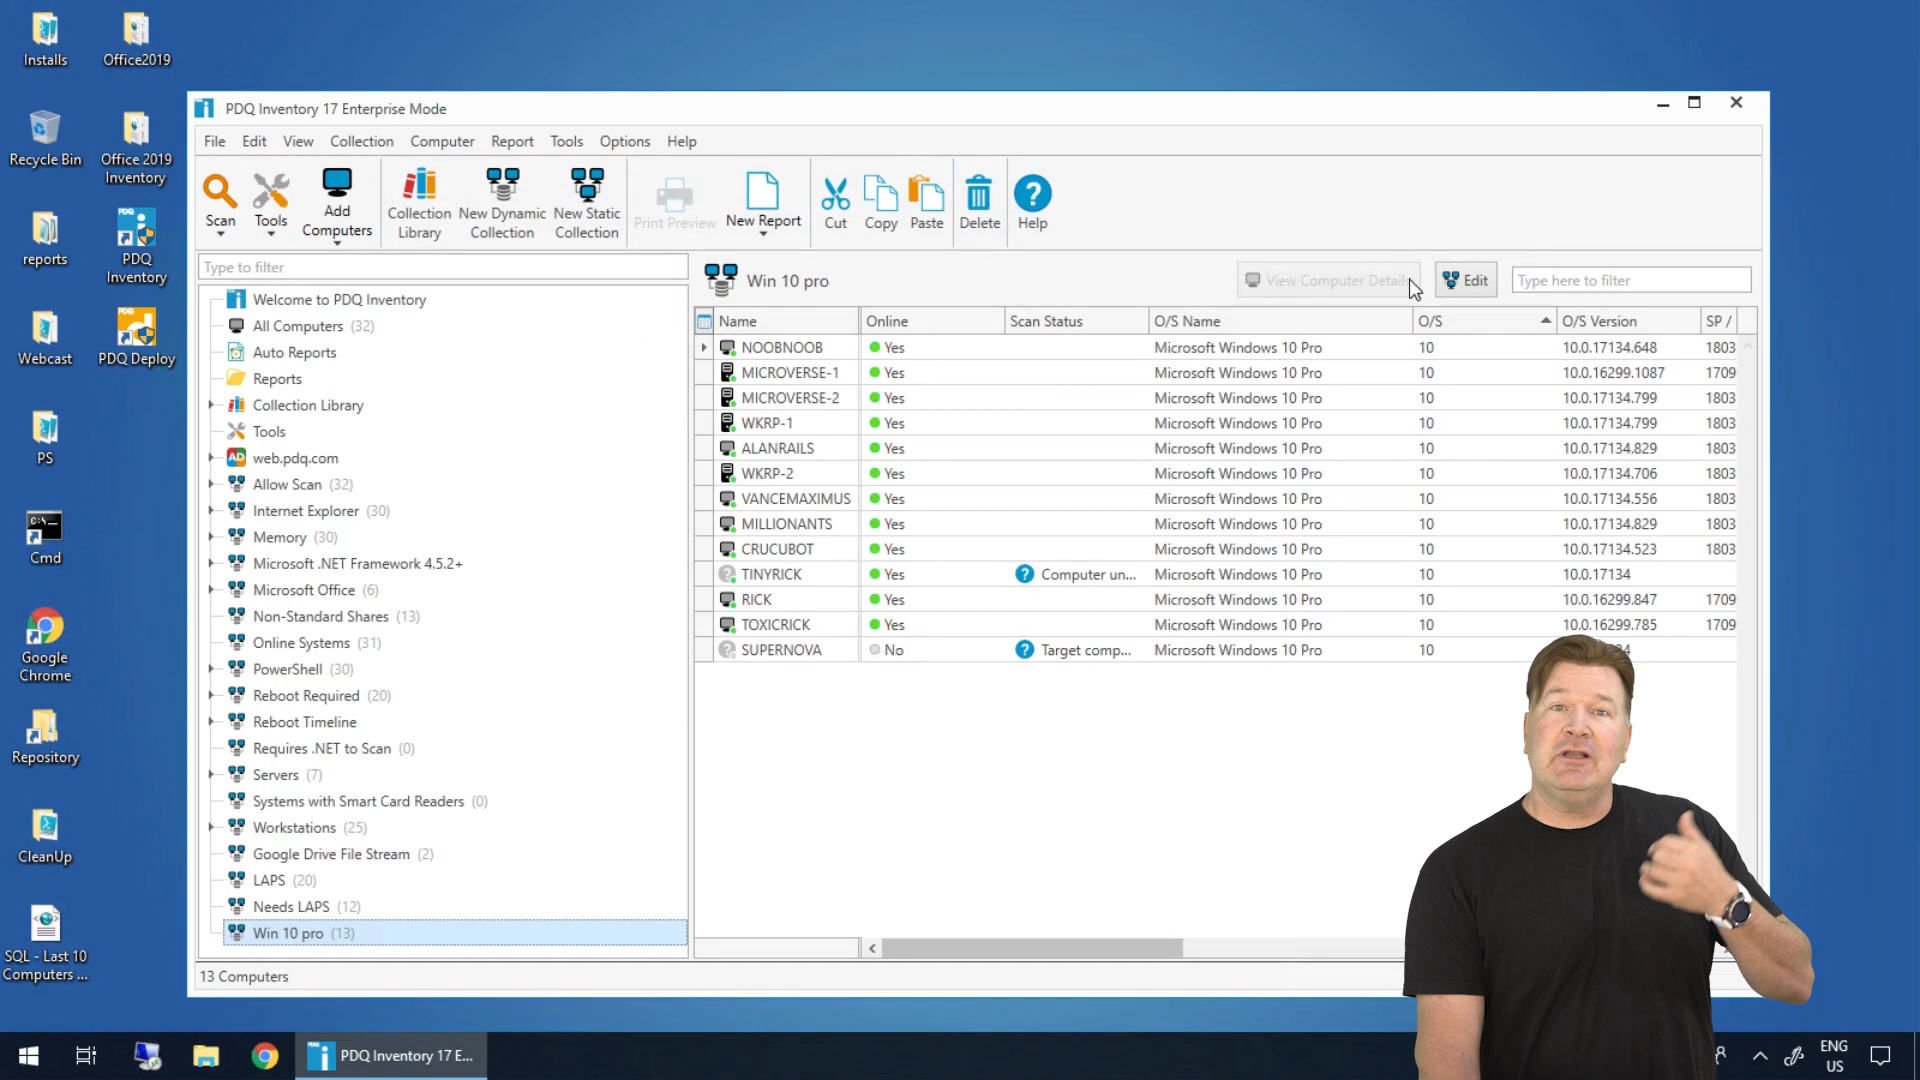 Installs
Office2019
Recycle Bin
Office 2019
Inventory
reports
PDQ
Inventory
Webcast
PDQ Deploy
PS
Cmd
Google
Chrome
Repository
CleanUp
SQL - Last 10
Computers ...
PDQ Inventory 17 Enterprise Mode
File Edit View Collection Computer Report Tools Options Help
Scan
Tools
Add
Computers
Collection
Library
New Dynamic
Collection
New Static
Collection
Print Preview
New Report
Cut
Copy
Paste
Delete
Help
Type to filter
Welcome to PDQ Inventory
All Computers (32)
Auto Reports
Reports
Collection Library
Tools
AD web.pdq.com
Allow Scan (32)
Internet Explorer (30)
Memory (30)
Microsoft .NET Framework 4.5.2+
Microsoft Office (6)
Non-Standard Shares (13)
Online Systems (31)
PowerShell (30)
Reboot Required (20)
Reboot Timeline
Requires .NET to Scan (0)
Servers (7)
Systems with Smart Card Readers (0)
Workstations (25)
Google Drive File Stream (2)
LAPS (20)
Needs LAPS (12)
Win 10 pro (13)
Win 10 pro
View Computer Detail
Edit
Type here to filter
Name Online Scan Status O/S Name O/S O/S Version SP /
NOOBNOOB Yes Microsoft Windows 10 Pro 10 10.0.17134.648 1803
MICROVERSE-1 Yes Microsoft Windows 10 Pro 10 10.0.16299.1087 1709
MICROVERSE-2 Yes Microsoft Windows 10 Pro 10 10.0.17134.799 1803
WKRP-1 Yes Microsoft Windows 10 Pro 10 10.0.17134.799 1803
ALANRAILS Yes Microsoft Windows 10 Pro 10 10.0.17134.829 1803
WKRP-2 Yes Microsoft Windows 10 Pro 10 10.0.17134.706 1803
VANCEMAXIMUS Yes Microsoft Windows 10 Pro 10 10.0.17134.556 1803
MILLIONANTS Yes Microsoft Windows 10 Pro 10 10.0.17134.829 1803
CRUCUBOT Yes Microsoft Windows 10 Pro 10 10.0.17134.523 1803
TINYRICK Yes Computer un... Microsoft Windows 10 Pro 10 10.0.17134
RICK Yes Microsoft Windows 10 Pro 10 10.0.16299.847 1709
TOXICRICK Yes Microsoft Windows 10 Pro 10 10.0.16299.785 1709
SUPERNOVA No Target comp... Microsoft Windows 10 Pro 10
13 Computers
PDQ Inventory 17 E...
ENG
US